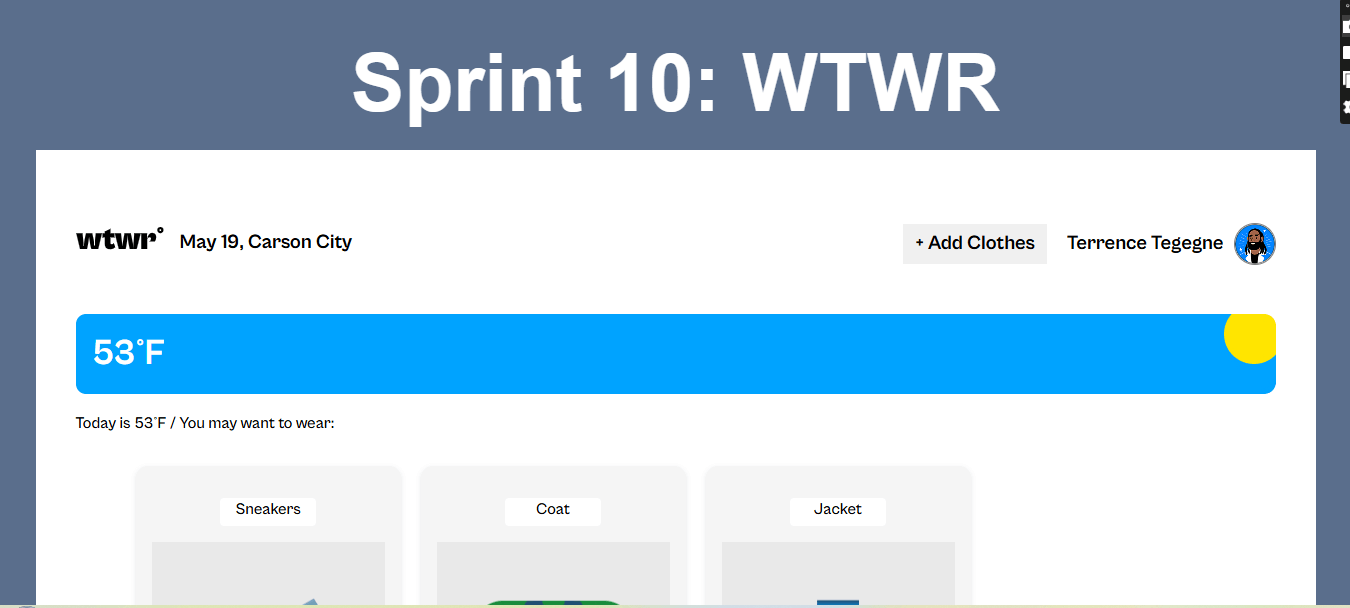 Sprint 10: WTWR
wtwr° May 19, Carson City
+ Add Clothes Terrence Tegegne
53°F
Today is 53°F / You may want to wear:
Sneakers Coat Jacket